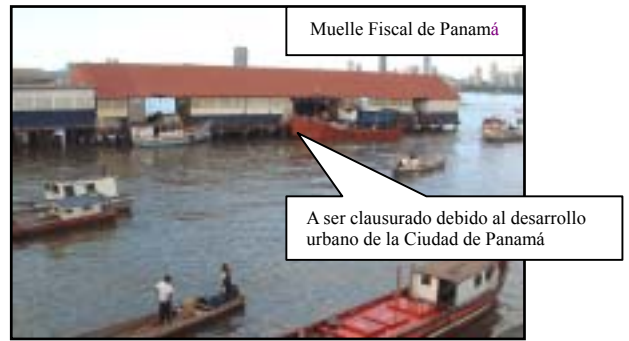 Muelle Fiscal de Panamá
A ser clausurado debido al desarrollo
urbano de la Ciudad de Panamá